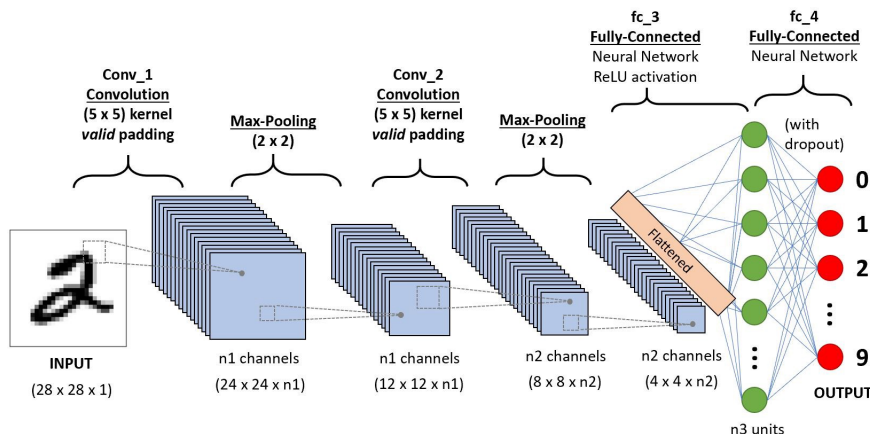 fc_3
Fully-Connected
Neural Network
ReLU activation
fc_4
Fully-Connected
Neural Network
Conv_1
Convolution
(5 x 5) kernel
valid padding
Max-Pooling
(2 x 2)
Conv_2
Convolution
(5 x 5) kernel
valid padding
Max-Pooling
(2 x 2)
(with
dropout)
Flattened
0
1
2
9
INPUT
(28 x 28 x 1)
n1 channels
(24 x 24 x n1)
n1 channels
(12 x 12 x n1)
n2 channels
(8 x 8 x n2)
n2 channels
(4 x 4 x n2)
OUTPUT
n3 units